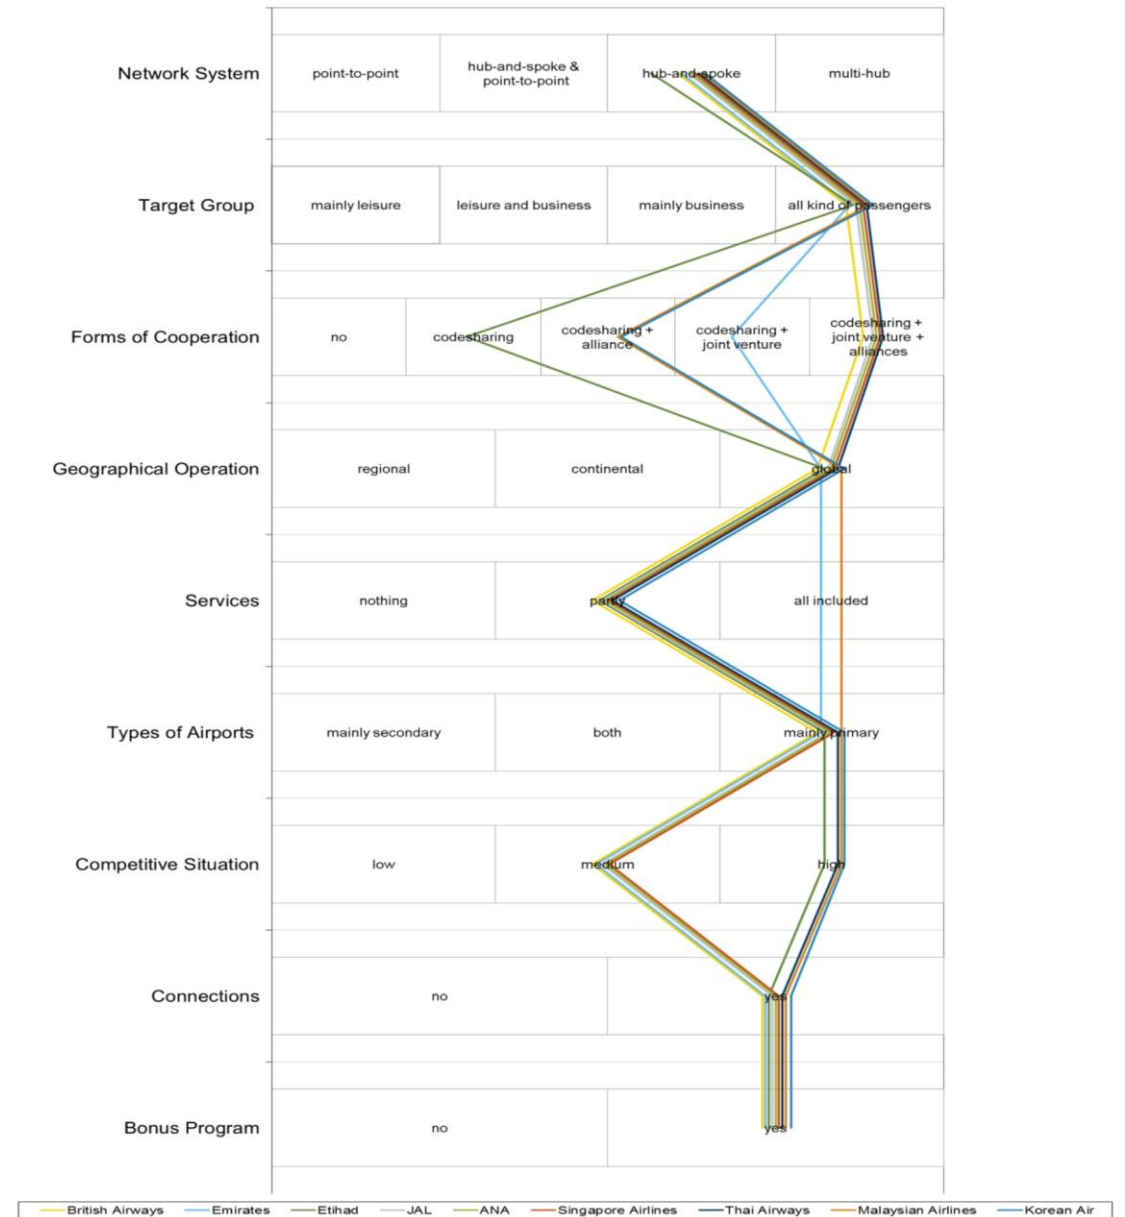 Network System
point-to-point
hub-and-spoke &
point-to-point
hub-and-spoke
multi-hub
Target Group
mainly leisure
leisure and business
mainly business
all kind of passengers
Forms of Cooperation
no
codesharing
codesharing +
alliance
codesharing +
joint venture
codesharing +
joint venture +
alliances
Geographical Operation
regional
continental
global
Services
nothing
partly
all included
Types of Airports
mainly secondary
both
mainly primary
Competitive Situation
low
medium
high
Connections
no
yes
Bonus Program
no
yes
British Airways
Emirates
Etihad
JAL
ANA
Singapore Airlines
Thai Airways
Malaysian Airlines
Korean Air